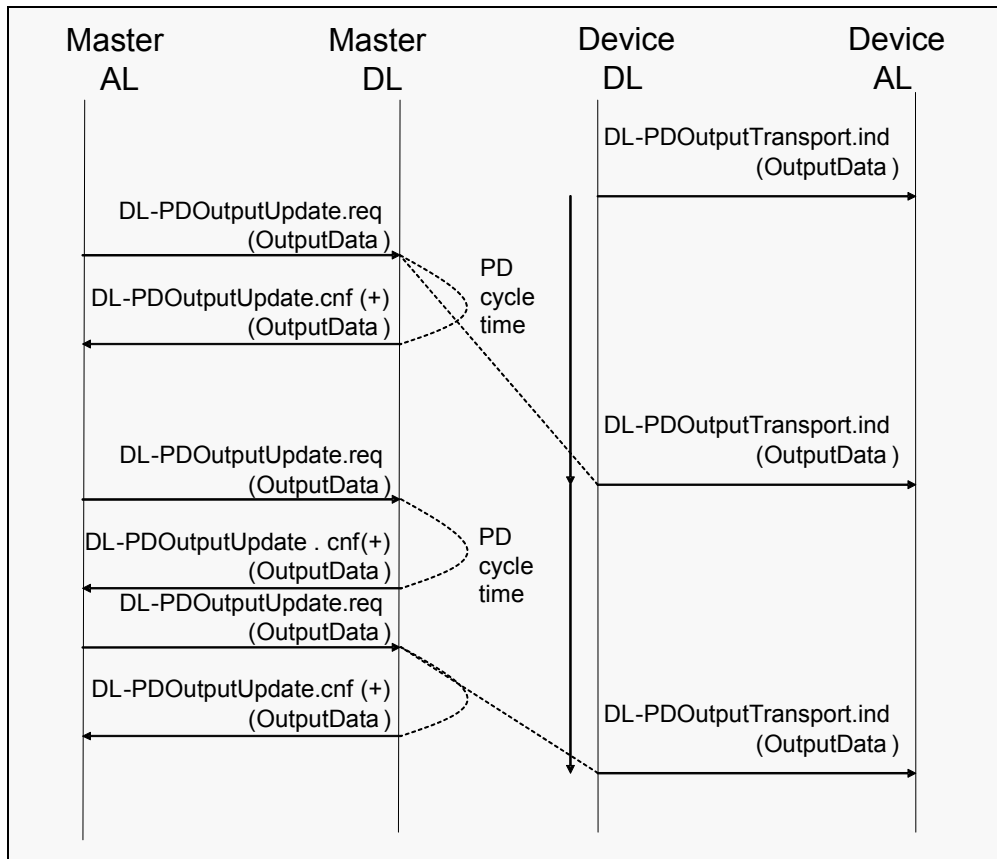 Master
AL
Master
DL
Device
DL
Device
AL
DL-PDOutputTransport.ind
(OutputData )
DL-PDOutputUpdate.req
(OutputData )
PD
cycle
time
DL-PDOutputUpdate.cnf (+)
(OutputData )
DL-PDOutputTransport.ind
(OutputData )
DL-PDOutputUpdate.req
(OutputData )
DL-PDOutputUpdate . cnf(+)
(OutputData )
PD
cycle
time
DL-PDOutputUpdate.req
(OutputData )
DL-PDOutputUpdate.cnf (+)
(OutputData )
DL-PDOutputTransport.ind
(OutputData )